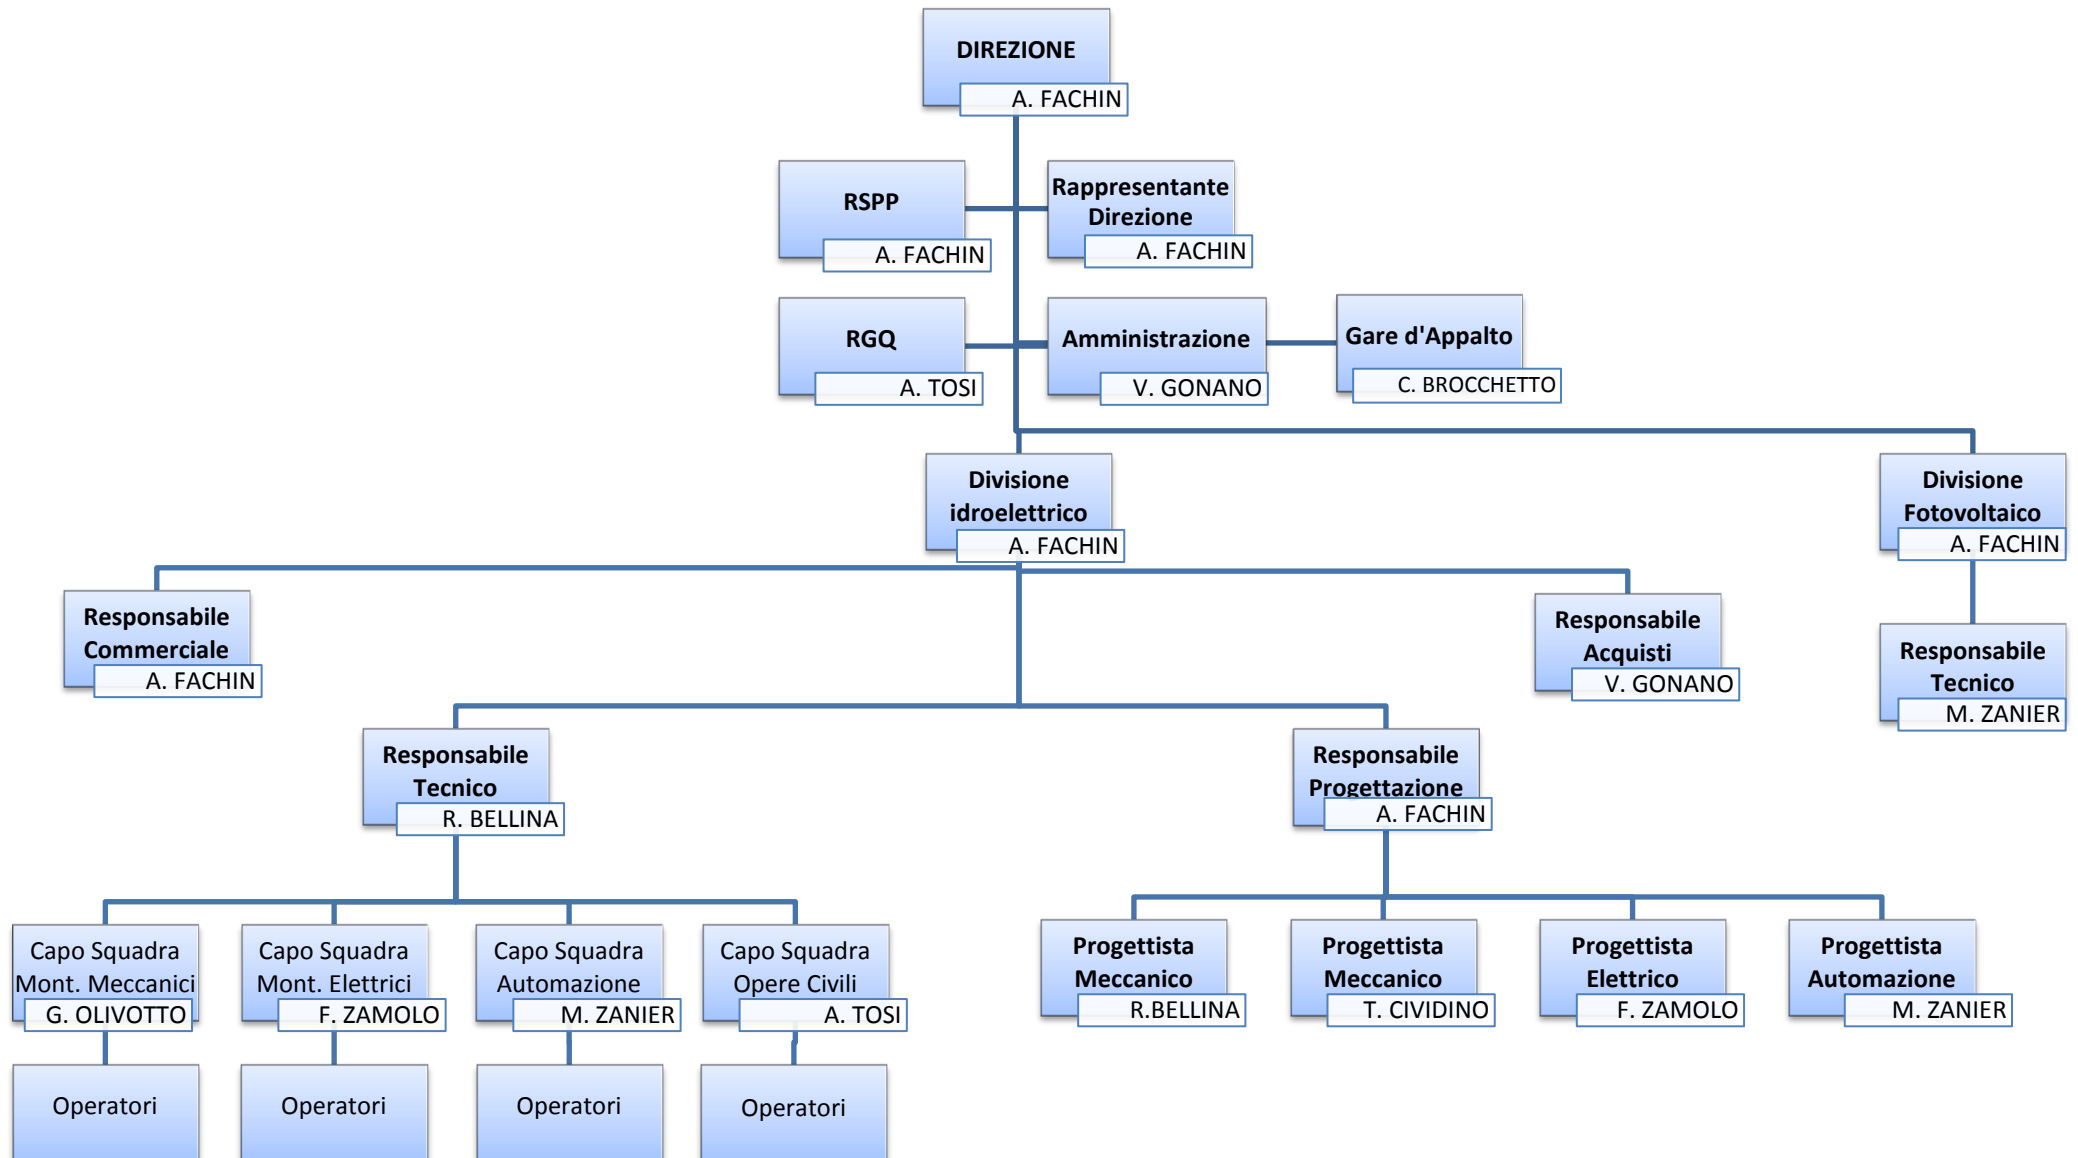 DIREZIONE
A. FACHIN
RSPP
A. FACHIN
Rappresentante
Direzione
A. FACHIN
RGQ
A. TOSI
Amministrazione
V. GONANO
Gare d'Appalto
C. BROCCHETTO
Divisione
idroelettrico
A. FACHIN
Divisione
Fotovoltaico
A. FACHIN
Responsabile
Commerciale
A. FACHIN
Responsabile
Acquisti
V. GONANO
Responsabile
Tecnico
M. ZANIER
Responsabile
Tecnico
R. BELLINA
Responsabile
Progettazione
A. FACHIN
Capo Squadra
Mont. Meccanici
G. OLIVOTTO
Capo Squadra
Mont. Elettrici
F. ZAMOLO
Capo Squadra
Automazione
M. ZANIER
Capo Squadra
Opere Civili
A. TOSI
Progettista
Meccanico
R.BELLINA
Progettista
Meccanico
T. CIVIDINO
Progettista
Elettrico
F. ZAMOLO
Progettista
Automazione
M. ZANIER
Operatori
Operatori
Operatori
Operatori